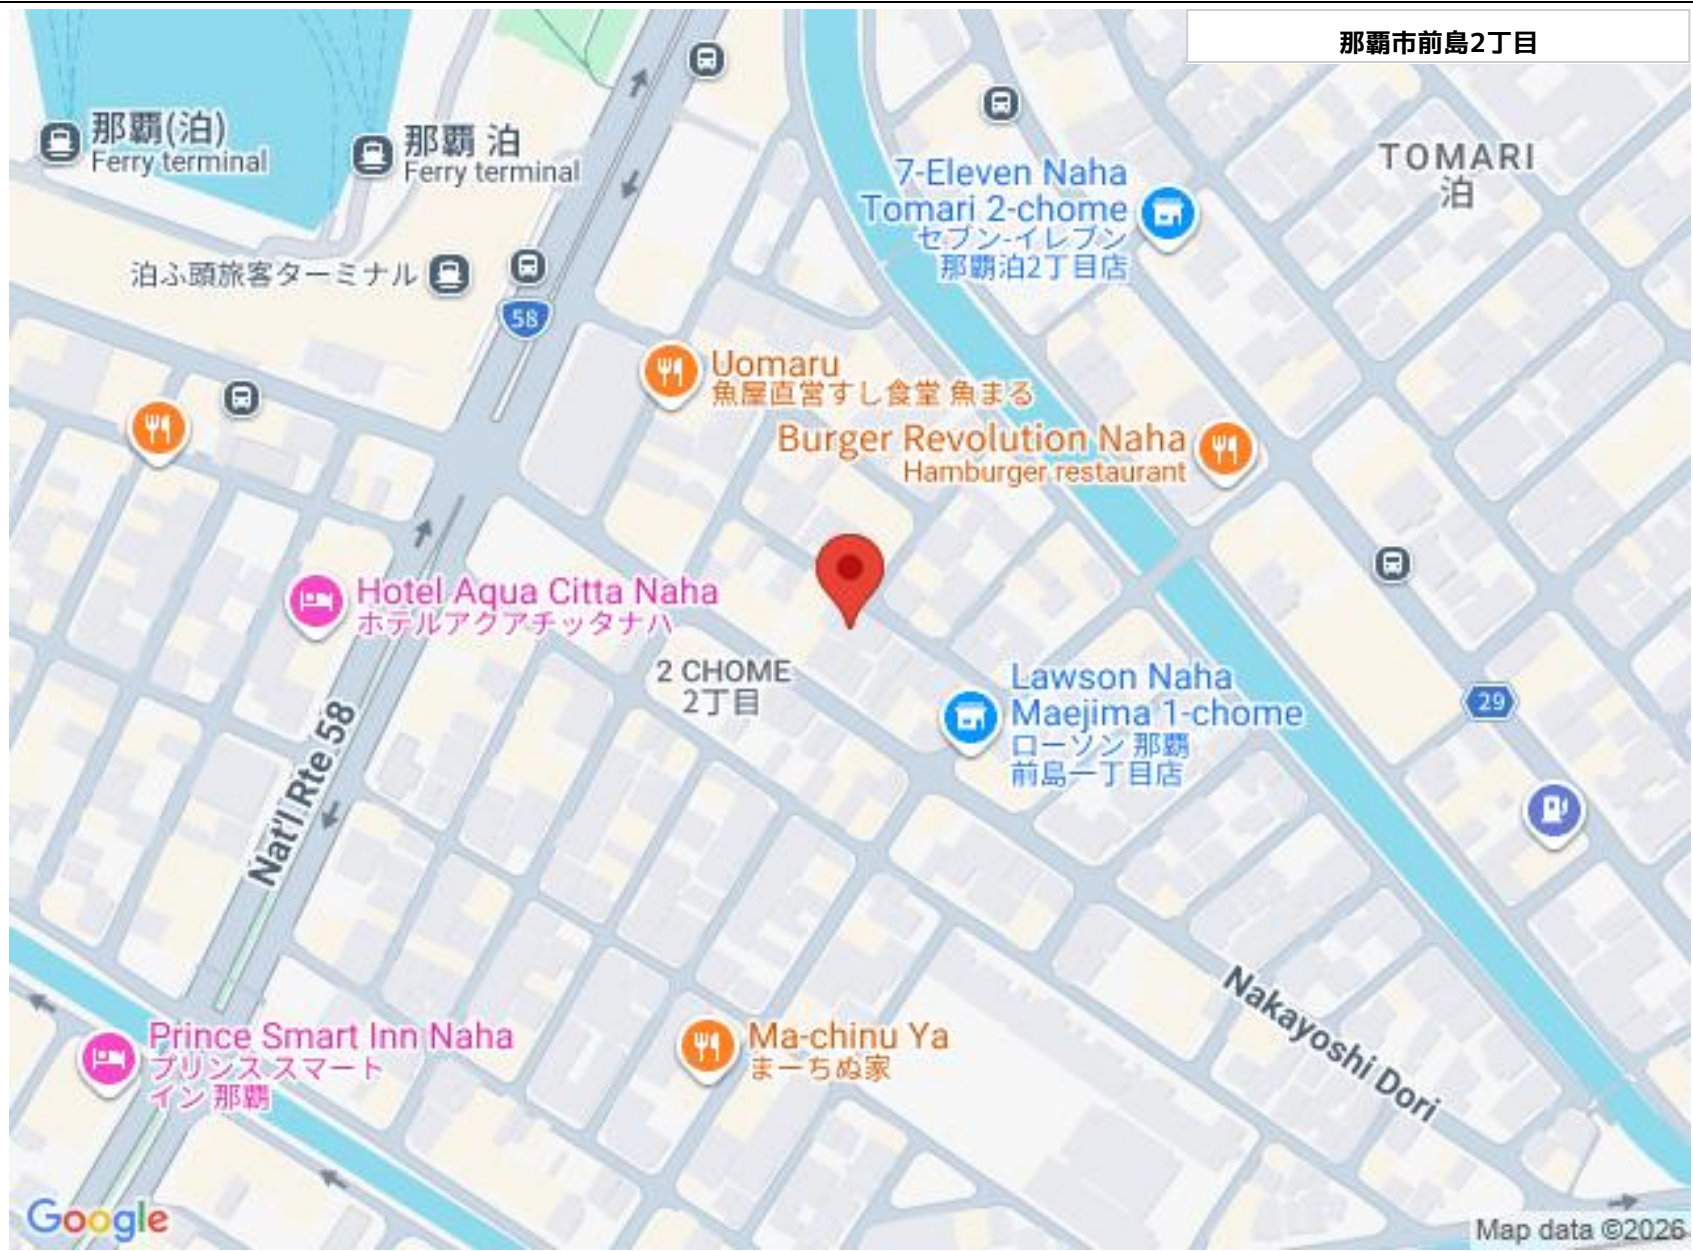 那覇市前島2丁目
那覇(泊)
Ferry terminal
那覇 泊
Ferry terminal
TOMARI
泊
7-Eleven Naha
Tomari 2-chome
セブン-イレブン
那覇泊2丁目店
泊ふ頭旅客ターミナル
58
Uomaru
魚屋直営すし食堂 魚まる
Burger Revolution Naha
Hamburger restaurant
Hotel Aqua Citta Naha
ホテルアクアチッタナハ
2 CHOME
2丁目
Lawson Naha
Maejima 1-chome
ローソン 那覇
前島一丁目店
29
Nat'l Rte 58
Nakayoshi Dori
Prince Smart Inn Naha
プリンス スマート
イン 那覇
Ma-chinu Ya
まーちぬ家
Google
Map data ©2026